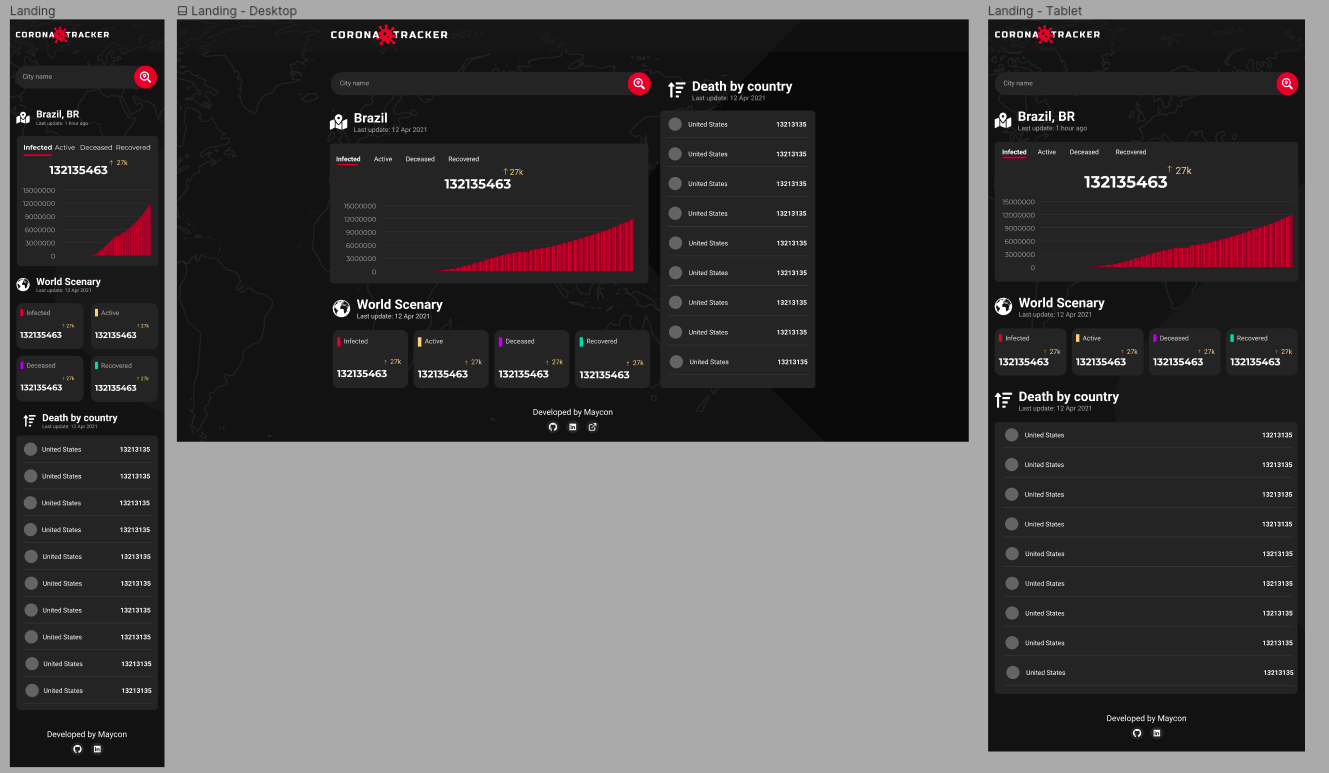 Landing
CORONA TRACKER
City name
Brazil, BR
Last update: 1 hour ago
Infected Active Deceased Recovered
↑ 27k
132135463
15000000
12000000
9000000
6000000
3000000
0
World Scenary
Last update: 12 Apr 2021
Infected
↑ 27k
132135463
Active
↑ 27k
132135463
Deceased
↑ 27k
132135463
Recovered
↑ 27k
132135463
Death by country
Last update: 12 Apr 2021
United States 13213135
United States 13213135
United States 13213135
United States 13213135
United States 13213135
United States 13213135
United States 13213135
United States 13213135
United States 13213135
United States 13213135
Developed by Maycon
Landing - Desktop
CORONA TRACKER
City name
Brazil
Last update: 12 Apr 2021
Infected Active Deceased Recovered
↑ 27k
132135463
15000000
12000000
9000000
6000000
3000000
0
World Scenary
Last update: 12 Apr 2021
Infected
↑ 27k
132135463
Active
↑ 27k
132135463
Deceased
↑ 27k
132135463
Recovered
↑ 27k
132135463
Death by country
Last update: 12 Apr 2021
United States 13213135
United States 13213135
United States 13213135
United States 13213135
United States 13213135
United States 13213135
United States 13213135
United States 13213135
United States 13213135
Developed by Maycon
Landing - Tablet
CORONA TRACKER
City name
Brazil, BR
Last update: 1 hour ago
Infected Active Deceased Recovered
↑ 27k
132135463
15000000
12000000
9000000
6000000
3000000
0
World Scenary
Last update: 12 Apr 2021
Infected
↑ 27k
132135463
Active
↑ 27k
132135463
Deceased
↑ 27k
132135463
Recovered
↑ 27k
132135463
Death by country
Last update: 12 Apr 2021
United States 13213135
United States 13213135
United States 13213135
United States 13213135
United States 13213135
United States 13213135
United States 13213135
United States 13213135
United States 13213135
Developed by Maycon